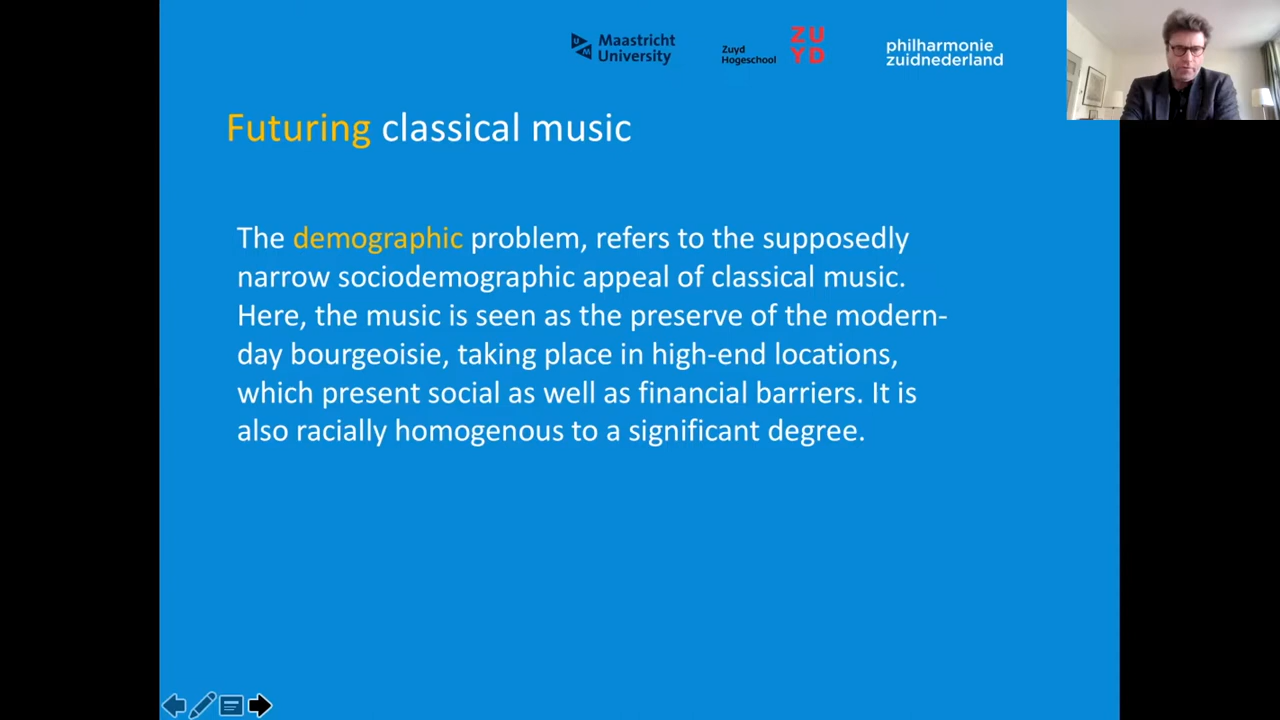 Maastricht
University
Zuyd
Hogeschool
ZU
YD
philharmonie
zuidnederland
Futuring classical music
The demographic problem, refers to the supposedly
narrow sociodemographic appeal of classical music.
Here, the music is seen as the preserve of the modern-
day bourgeoisie, taking place in high-end locations,
which present social as well as financial barriers. It is
also racially homogenous to a significant degree.